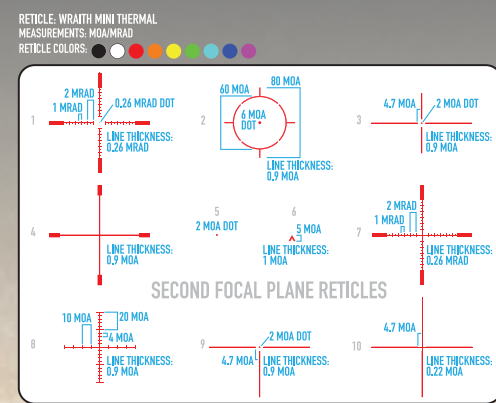 RETICLE: WRAITH MINI THERMAL
MEASUREMENTS: MOA/MRAD
RETICLE COLORS:
1
2 MRAD
1 MRAD
0.26 MRAD DOT
LINE THICKNESS:
0.26 MRAD
2
60 MOA
80 MOA
6 MOA
DOT
LINE THICKNESS:
0.9 MOA
3
4.7 MOA
2 MOA DOT
LINE THICKNESS:
0.9 MOA
4
LINE THICKNESS:
0.9 MOA
5
2 MOA DOT
6
5 MOA
LINE THICKNESS:
1 MOA
7
2 MRAD
1 MRAD
LINE THICKNESS:
0.26 MRAD
SECOND FOCAL PLANE RETICLES
8
10 MOA
20 MOA
4 MOA
LINE THICKNESS:
0.9 MOA
9
2 MOA DOT
4.7 MOA
LINE THICKNESS:
0.9 MOA
10
4.7 MOA
LINE THICKNESS:
0.22 MOA